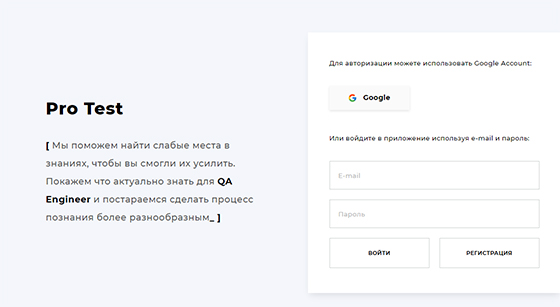 Pro Test
[ Мы поможем найти слабые места в
знаниях, чтобы вы смогли их усилить.
Покажем что актуально знать для QA
Engineer и постараемся сделать процесс
познания более разнообразным_ ]
Для авторизации можете использовать Google Account:
Google
Или войдите в приложение используя e-mail и пароль:
E-mail
Пароль
ВОЙТИ
РЕГИСТРАЦИЯ